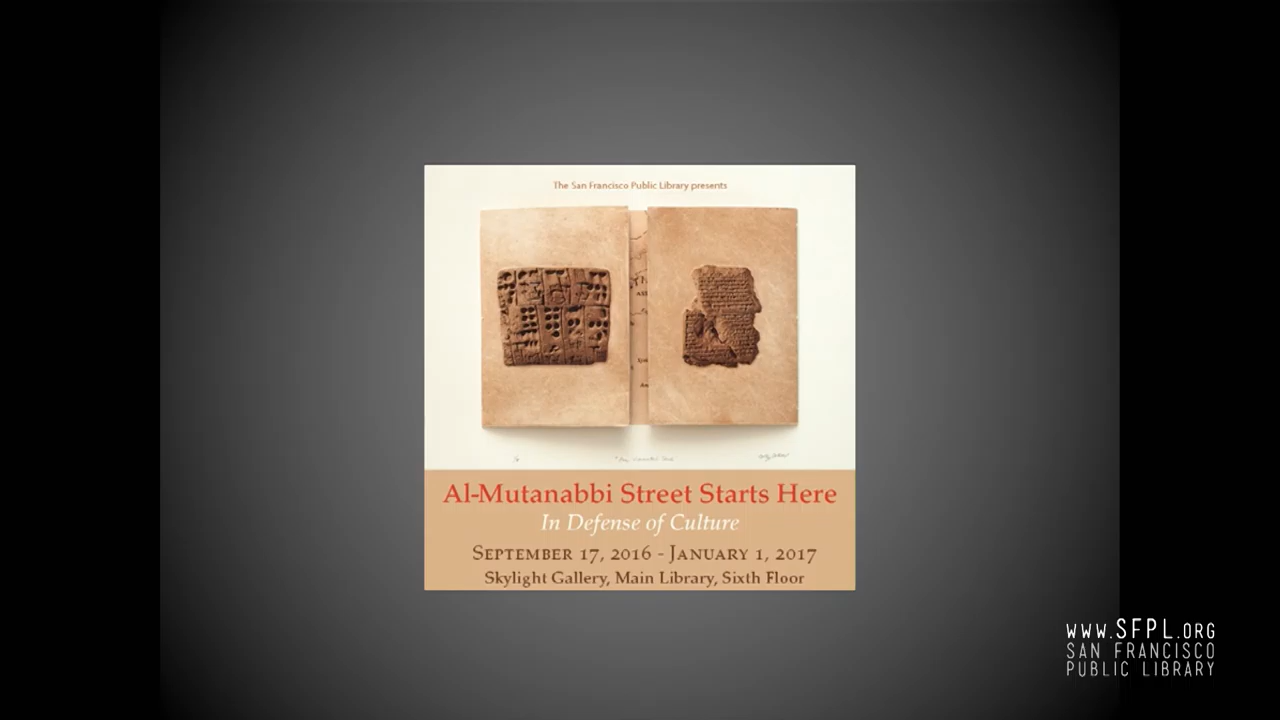 The San Francisco Public Library presents
Al-Mutanabbi Street Starts Here
In Defense of Culture
September 17, 2016 - January 1, 2017
Skylight Gallery, Main Library, Sixth Floor
www.SFPL.org
San Francisco
Public Library